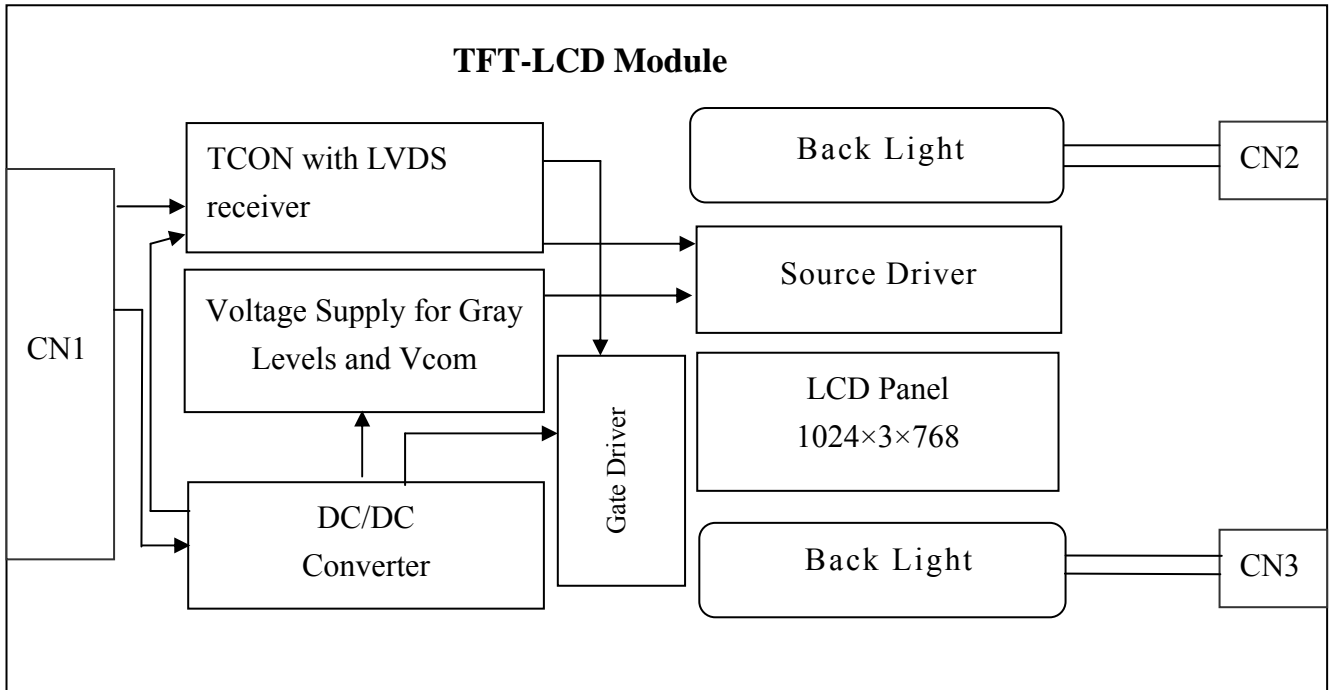 TFT-LCD Module
TCON with LVDS
receiver
Back Light
CN2
Source Driver
Voltage Supply for Gray
Levels and Vcom
CN1
Gate Driver
LCD Panel
1024×3×768
DC/DC
Converter
Back Light
CN3